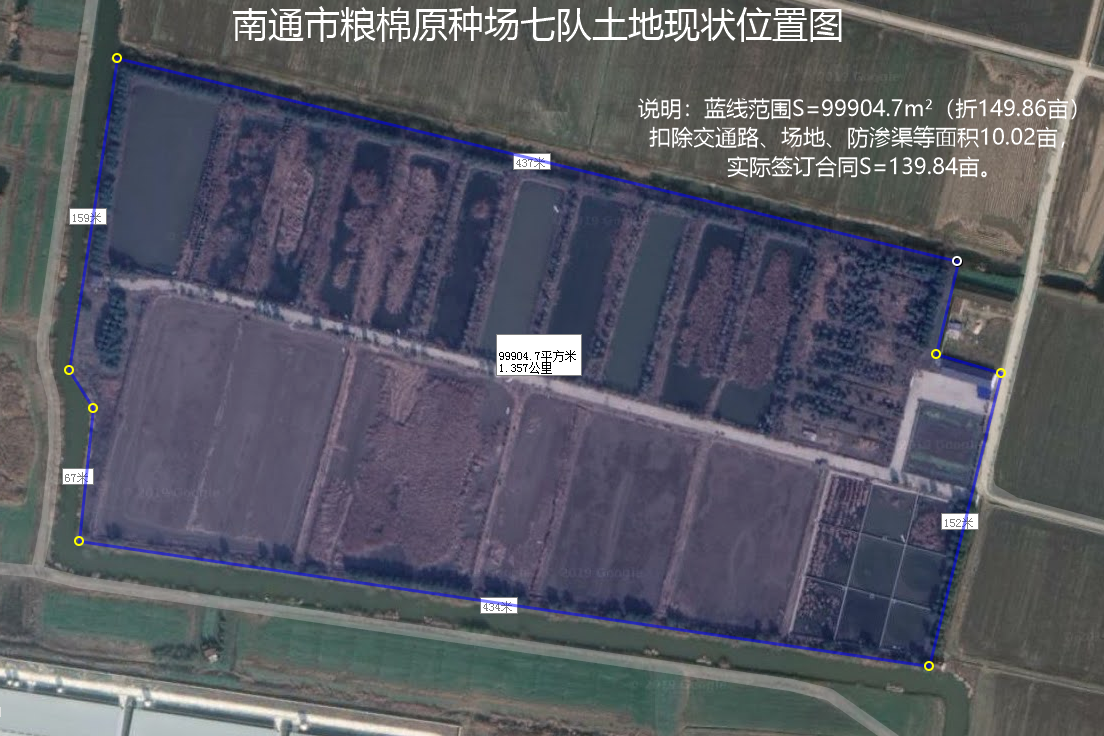 南通市粮棉原种场七队土地现状位置图
说明：蓝线范围S=99904.7m²（折149.86亩）
扣除交通路、场地、防渗渠等面积10.02亩，
实际签订合同S=139.84亩。
437米
159米
99904.7平方米
1.357公里
67米
152米
434米
© 2019 Google